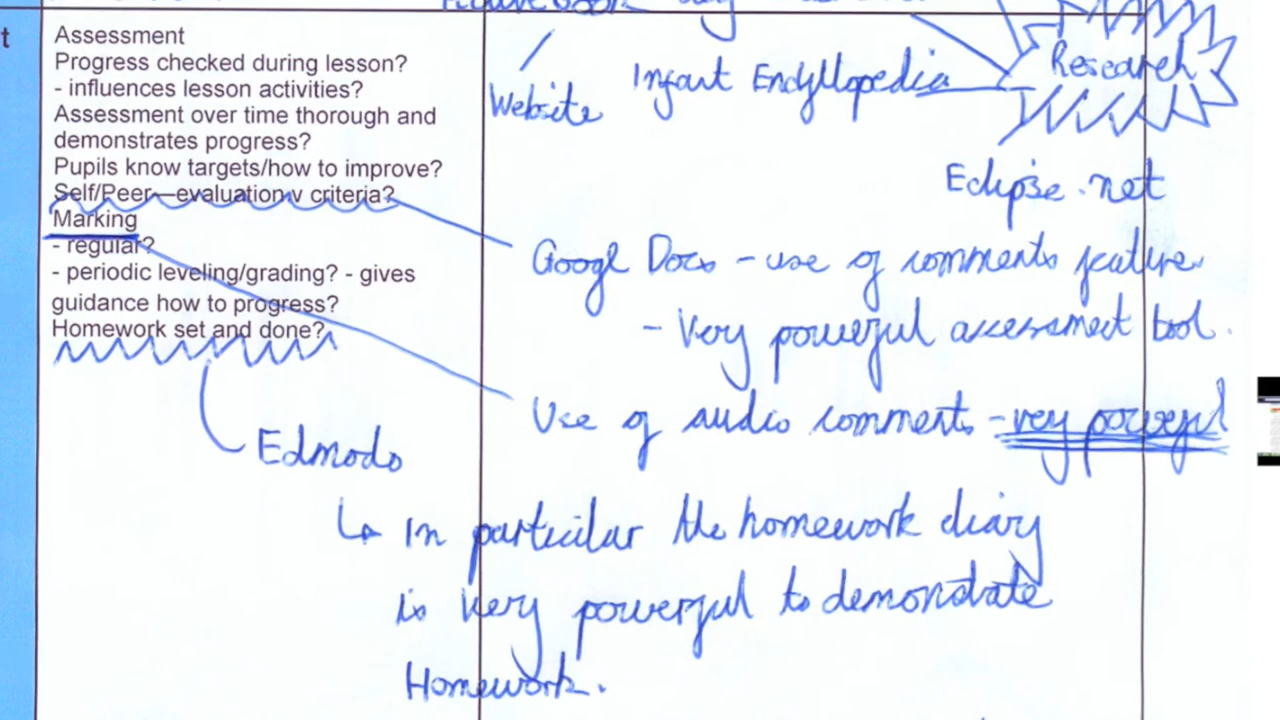 t
Assessment
Progress checked during lesson?
- influences lesson activities?
Assessment over time thorough and
demonstrates progress?
Pupils know targets/how to improve?
Self/Peer—evaluation v criteria?
Marking
- regular?
- periodic leveling/grading? - gives
guidance how to progress?
Homework set and done?
Research
Website
Eclipse.net
Googl Docs - use of comments feature
- Very powerful assessment tool.
Use of audio comments - very powerful
Edmodo
In particular the homework diary
is very powerful to demonstrate
Homework.